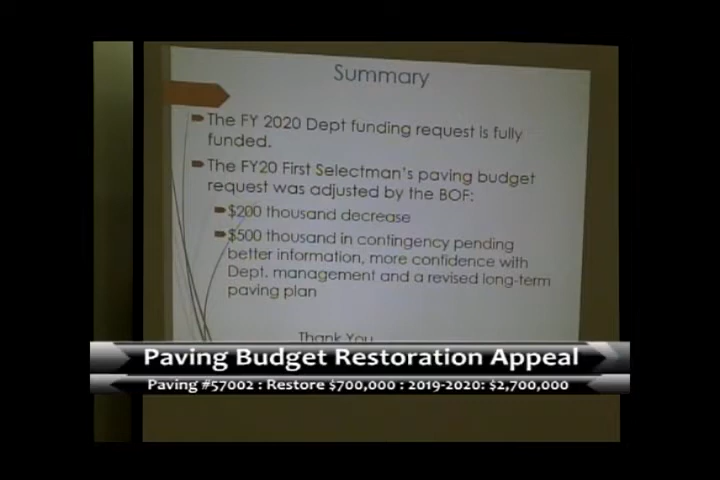 Summary
The FY 2020 Dept funding request is fully
funded.
The FY20 First Selectman's paving budget
request was adjusted by the BOF:
$200 thousand decrease
$500 thousand in contingency pending
better information, more confidence with
Dept. management and a revised long-term
paving plan
Thank You
Paving Budget Restoration Appeal
Paving #57002 : Restore $700,000 : 2019-2020: $2,700,000